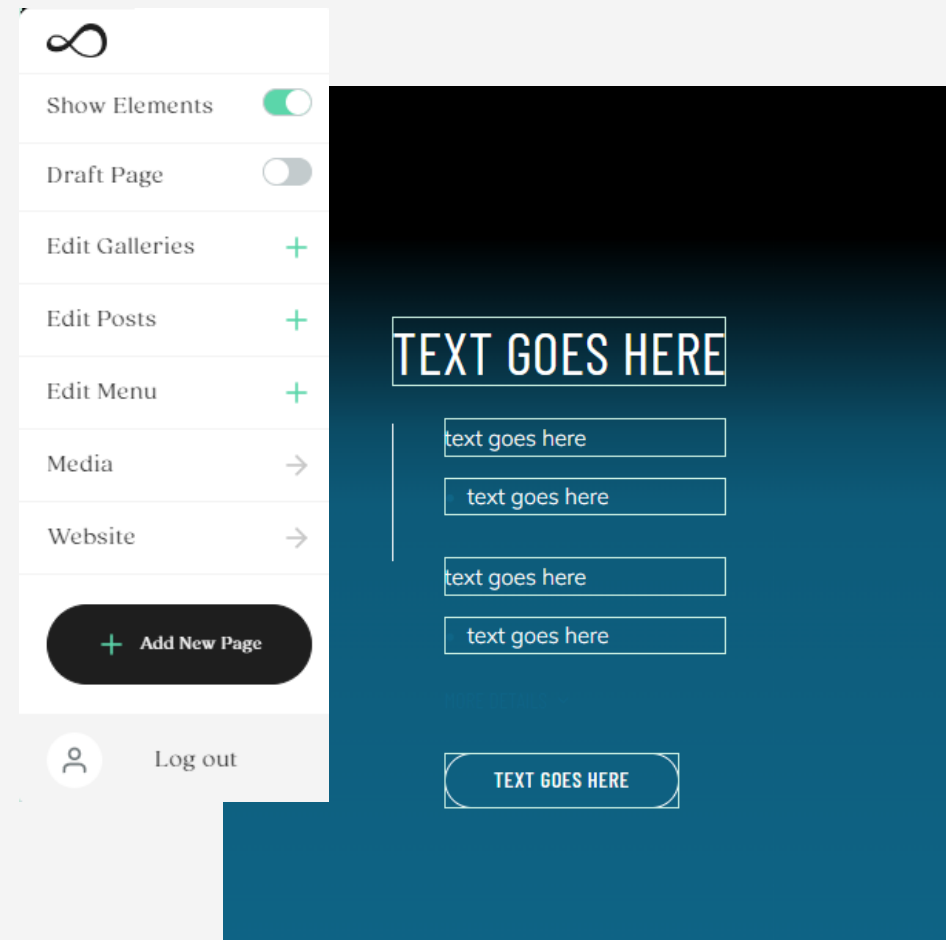 Show Elements
Draft Page
Edit Galleries
Edit Posts
Edit Menu
Media
Website
Add New Page
Log out
TEXT GOES HERE
text goes here
text goes here
text goes here
text goes here
TEXT GOES HERE